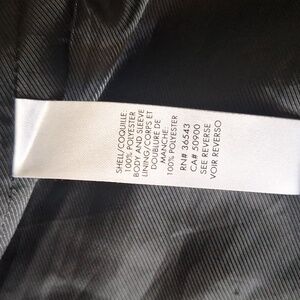 SHELL/COQUILLE
100% POLYESTER
BODY AND SLEEVE
LINING/CORPS ET
DOUBLURE DE
MANCHE
100% POLYESTER
RN# 36543
CA# 50900
SEE REVERSE
VOIR REVERSO